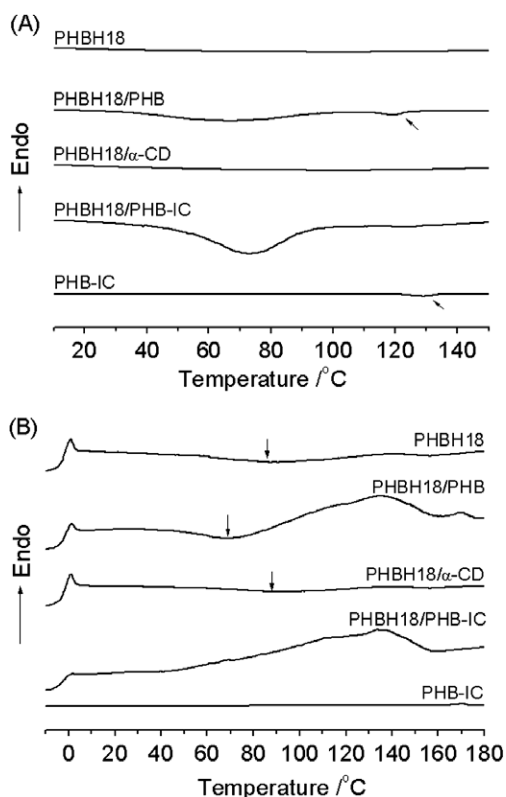 (A)
PHBH18
PHBH18/PHB
PHBH18/α-CD
PHBH18/PHB-IC
PHB-IC
Endo
20 40 60 80 100 120 140
Temperature /°C
(B)
PHBH18
PHBH18/PHB
PHBH18/α-CD
PHBH18/PHB-IC
PHB-IC
Endo
0 20 40 60 80 100 120 140 160 180
Temperature/°C